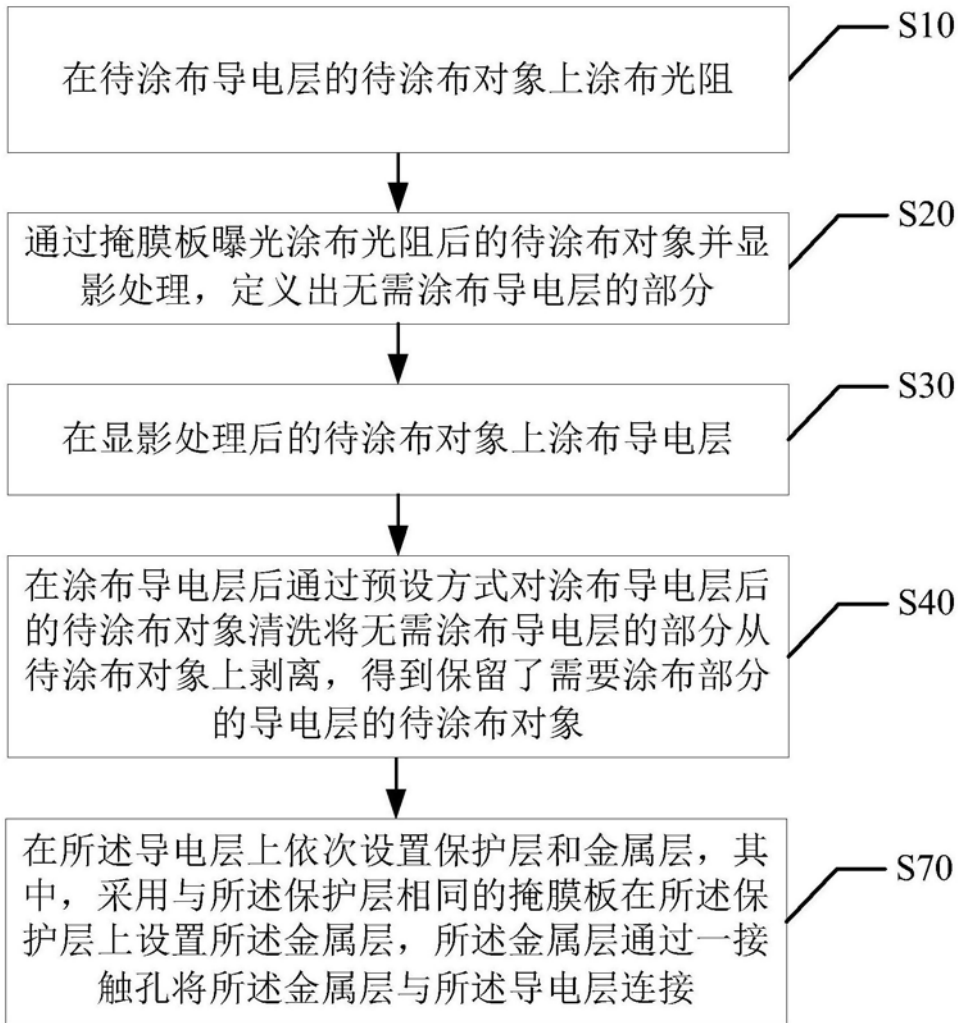 S10
在待涂布导电层的待涂布对象上涂布光阻
S20
通过掩膜板曝光涂布光阻后的待涂布对象并显
影处理，定义出无需涂布导电层的部分
S30
在显影处理后的待涂布对象上涂布导电层
S40
在涂布导电层后通过预设方式对涂布导电层后
的待涂布对象清洗将无需涂布导电层的部分从
待涂布对象上剥离，得到保留了需要涂布部分
的导电层的待涂布对象
S70
在所述导电层上依次设置保护层和金属层，其
中，采用与所述保护层相同的掩膜板在所述保
护层上设置所述金属层，所述金属层通过一接
触孔将所述金属层与所述导电层连接